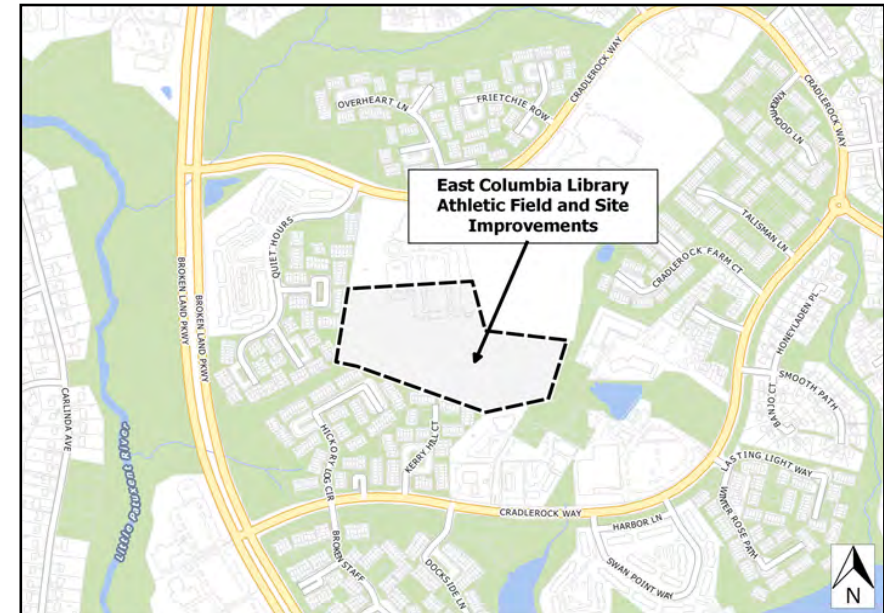 CRADLEROCK WAY
OVERHEART LN
FRIETCHIE ROW
KNIGHTWOOD LN
East Columbia Library
Athletic Field and Site
Improvements
QUIET HOURS
TALISMAN LN
CRADLEROCK FARM CT
HONEYLADEN PL
BROKEN LAND PKWY
BROKEN LAND PKWY
CARLINDA AVE
SMOOTH PATH
BANJO CT
HICKORY LOG CIR
KERRY HILL CT
LASTING LIGHT WAY
Little Patuxent River
CRADLEROCK WAY
HARBOR LN
WINTER ROSE PATH
BROKEN STAFF
DOCKSIDE LN
SWAN POINT WAY
N